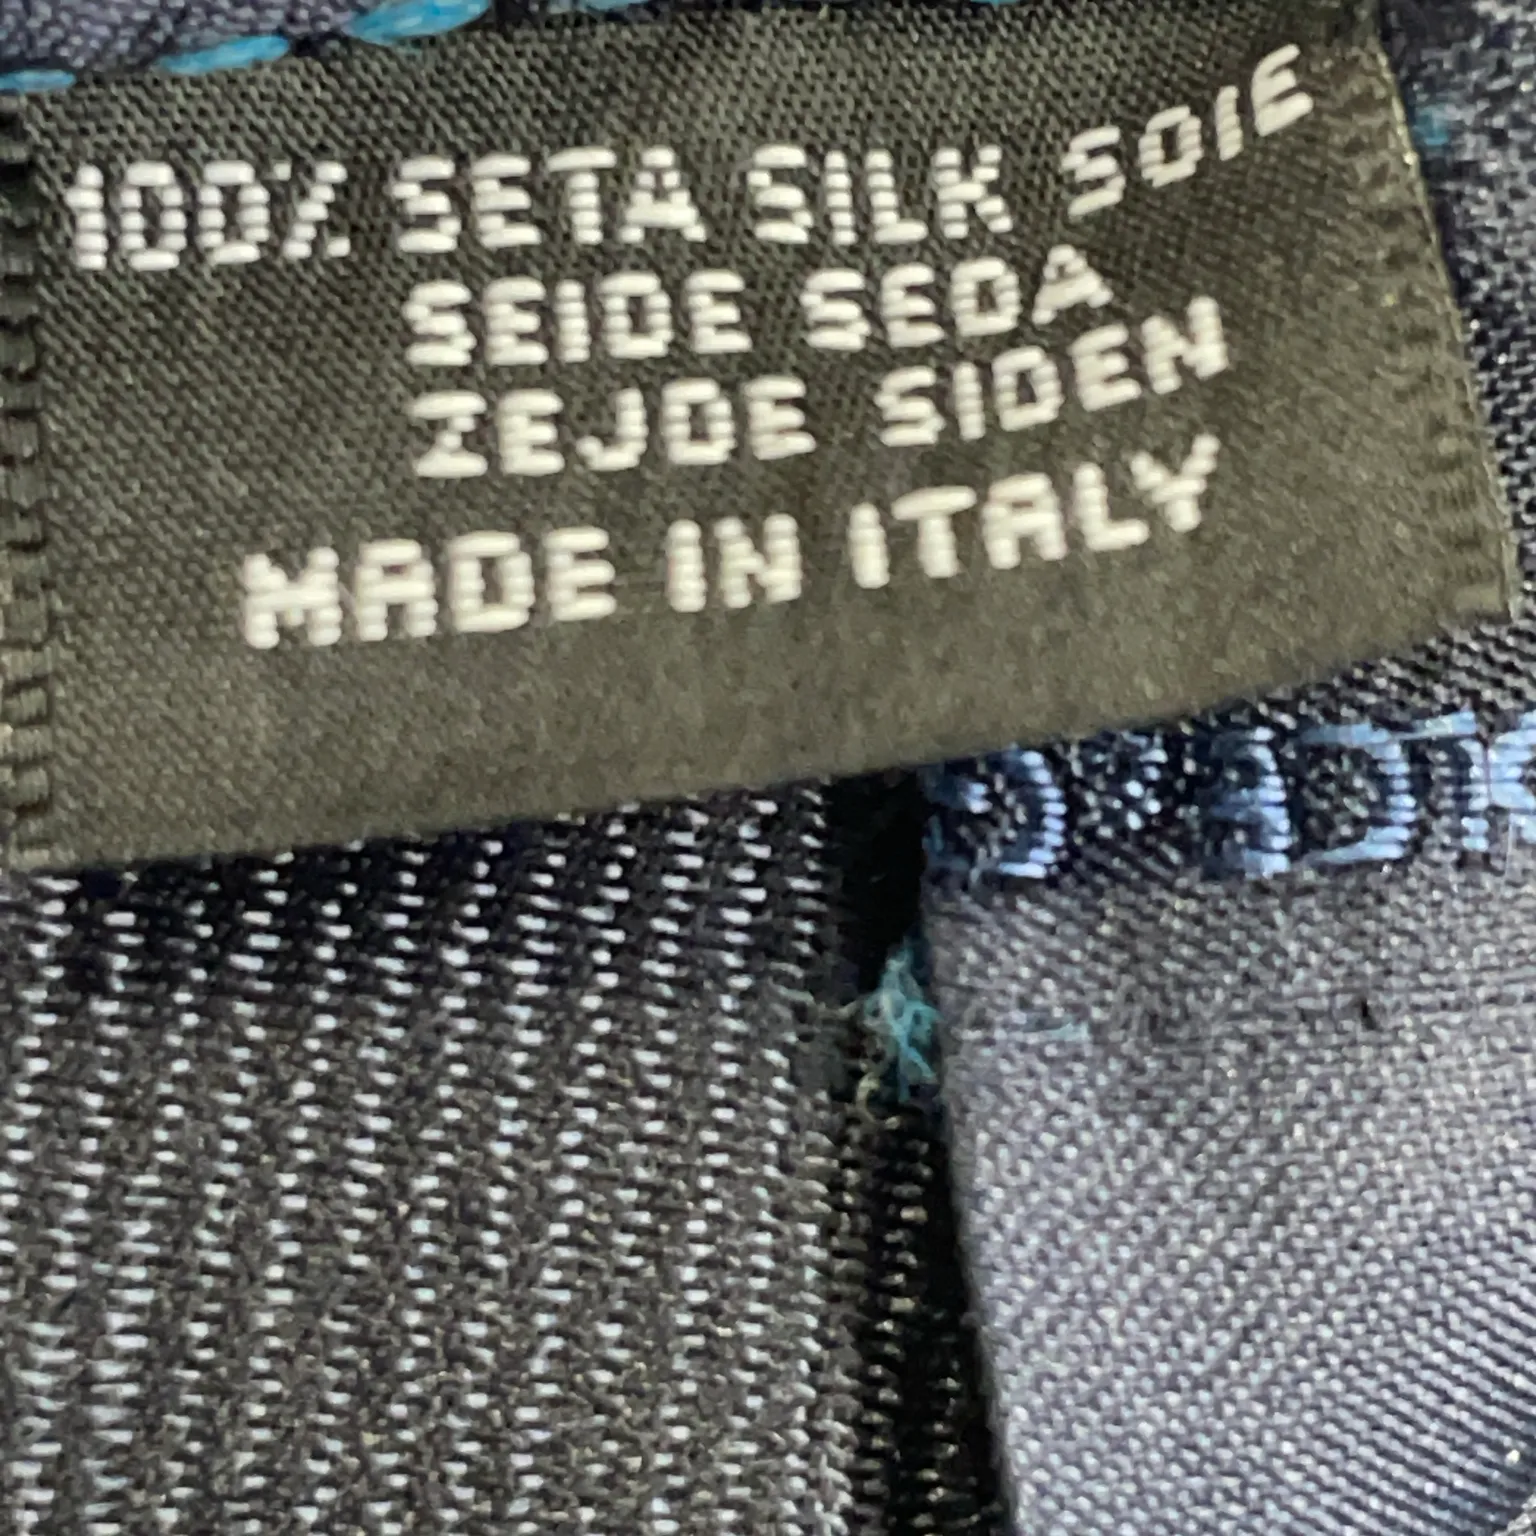 100% SETA SILK SOIE
SEIDE SEDA
ZEJDE SIDEN
MADE IN ITALY